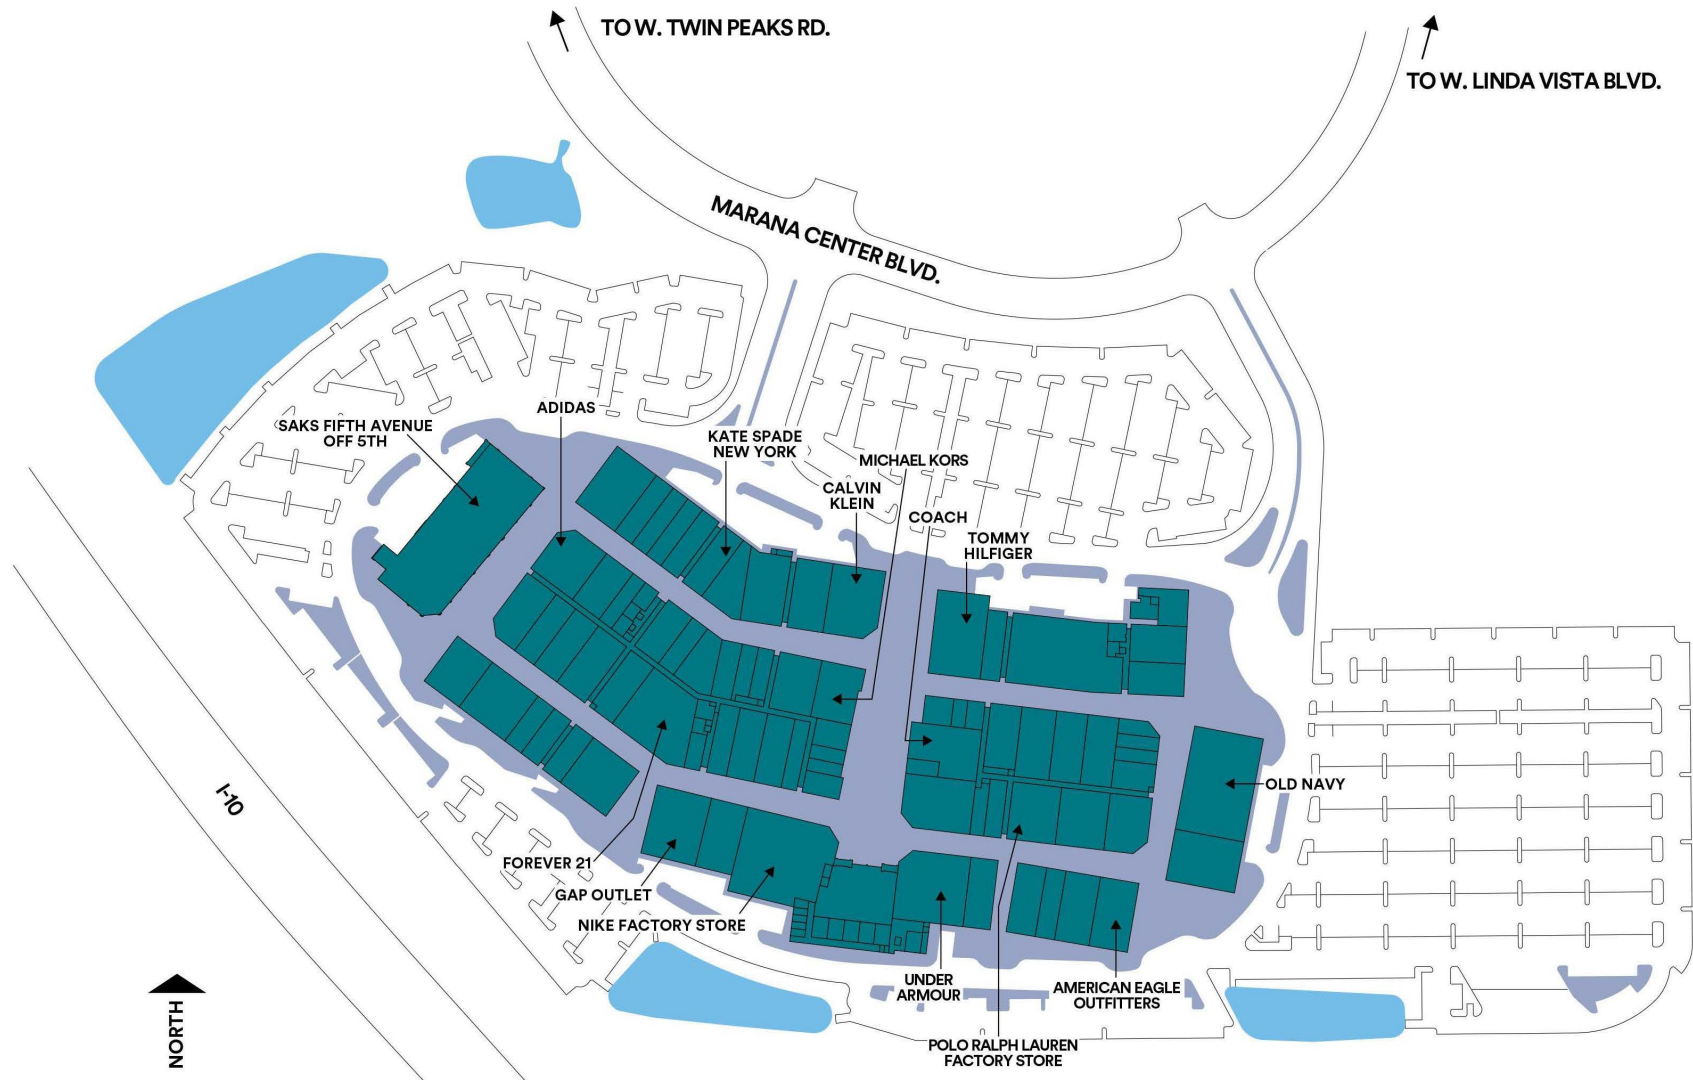 TO W. TWIN PEAKS RD.
TO W. LINDA VISTA BLVD.
MARANA CENTER BLVD.
ADIDAS
SAKS FIFTH AVENUE
OFF 5TH
KATE SPADE
NEW YORK
MICHAEL KORS
CALVIN
KLEIN
COACH
TOMMY
HILFIGER
OLD NAVY
I-10
FOREVER 21
GAP OUTLET
NIKE FACTORY STORE
UNDER
ARMOUR
AMERICAN EAGLE
OUTFITTERS
POLO RALPH LAUREN
FACTORY STORE
NORTH